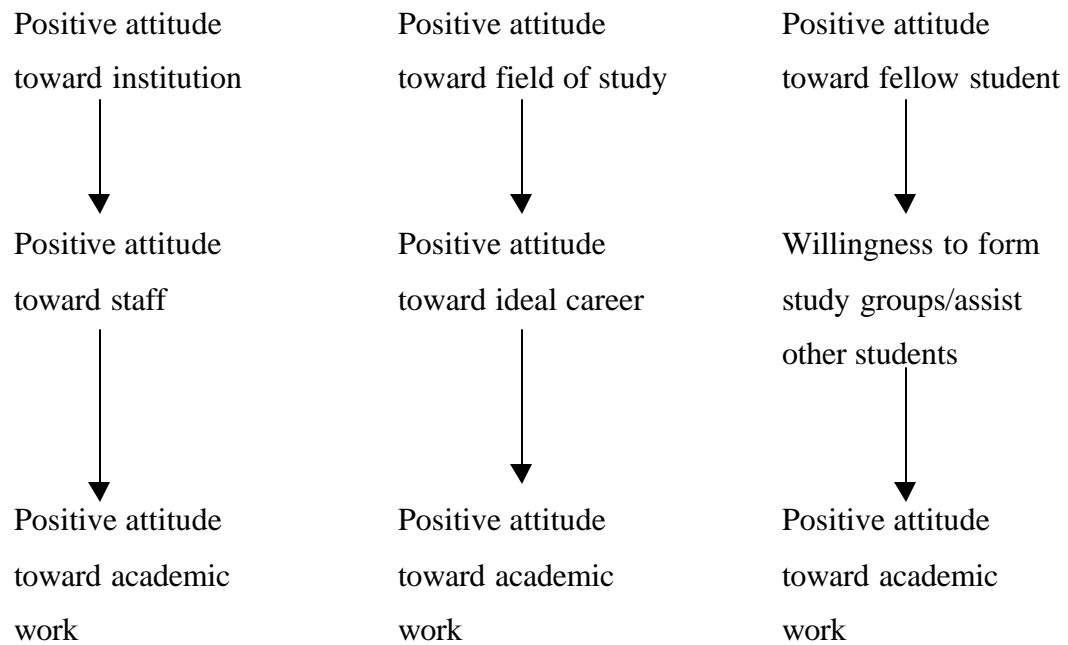 Positive attitude
toward institution
Positive attitude
toward staff
Positive attitude
toward academic
work
Positive attitude
toward field of study
Positive attitude
toward ideal career
Positive attitude
toward academic
work
Positive attitude
toward fellow student
Willingness to form
study groups/assist
other students
Positive attitude
toward academic
work